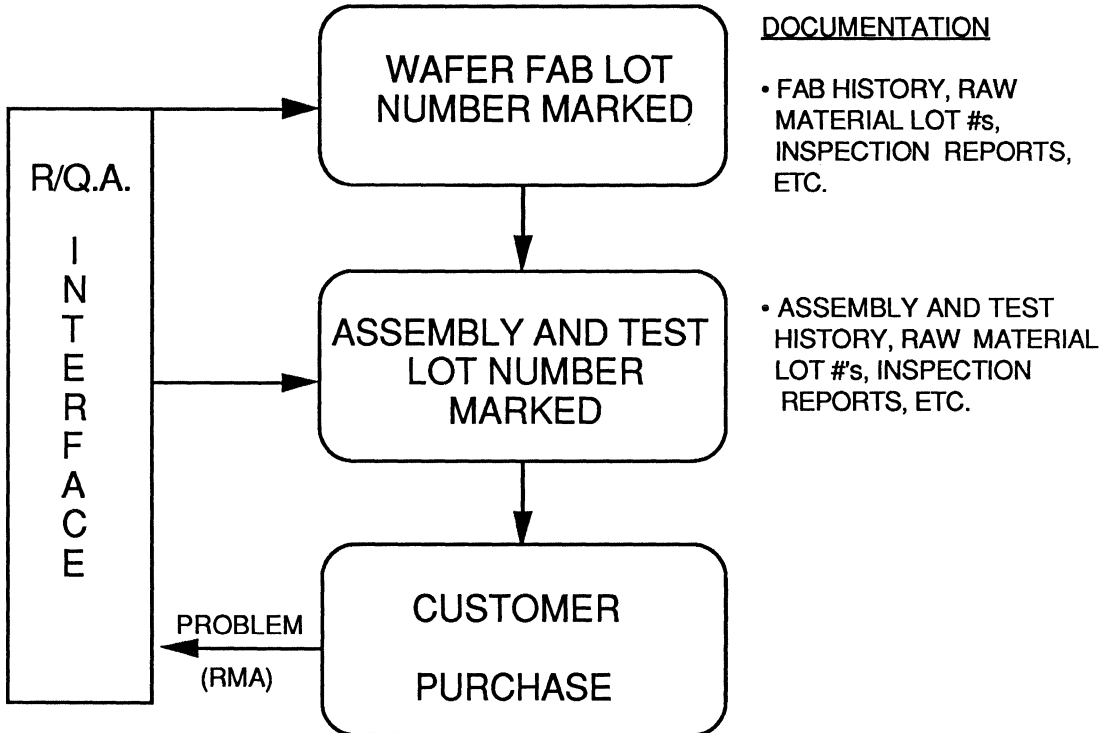 WAFER FAB LOT
NUMBER MARKED
DOCUMENTATION
• FAB HISTORY, RAW
MATERIAL LOT #s,
INSPECTION REPORTS,
ETC.
R/Q.A.
I
N
T
E
R
F
A
C
E
ASSEMBLY AND TEST
LOT NUMBER
MARKED
• ASSEMBLY AND TEST
HISTORY, RAW MATERIAL
LOT #'s, INSPECTION
REPORTS, ETC.
PROBLEM
(RMA)
CUSTOMER
PURCHASE